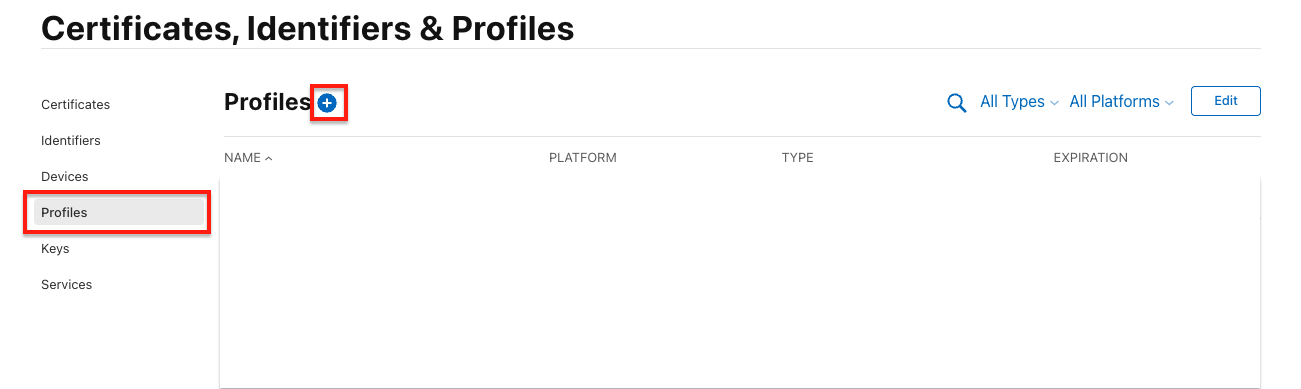 Certificates, Identifiers & Profiles
Certificates
Identifiers
Devices
Profiles
Keys
Services
Profiles
All Types
All Platforms
Edit
NAME
PLATFORM
TYPE
EXPIRATION